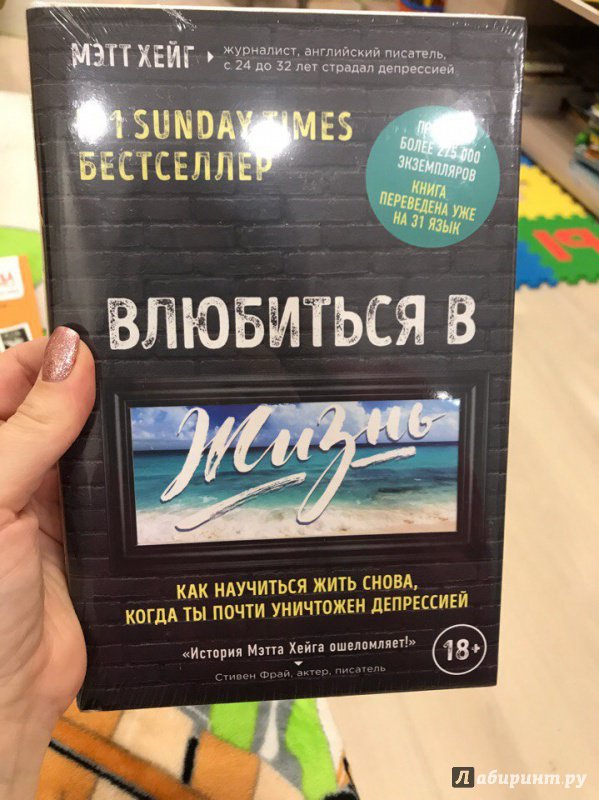 МЭТТ ХЕЙГ
журналист, английский писатель,
с 24 до 32 лет страдал депрессией
1 SUNDAY TIMES
БЕСТСЕЛЛЕР
БОЛЕЕ 275 000
ЭКЗЕМПЛЯРОВ
КНИГА
ПЕРЕВЕДЕНА УЖЕ
НА 31 ЯЗЫК
ВЛЮБИТЬСЯ В
Жизнь
КАК НАУЧИТЬСЯ ЖИТЬ СНОВА,
КОГДА ТЫ ПОЧТИ УНИЧТОЖЕН ДЕПРЕССИЕЙ
«История Мэтта Хейга ошеломляет!»
Стивен Фрай, актер, писатель
18+
Лабиринт.ру